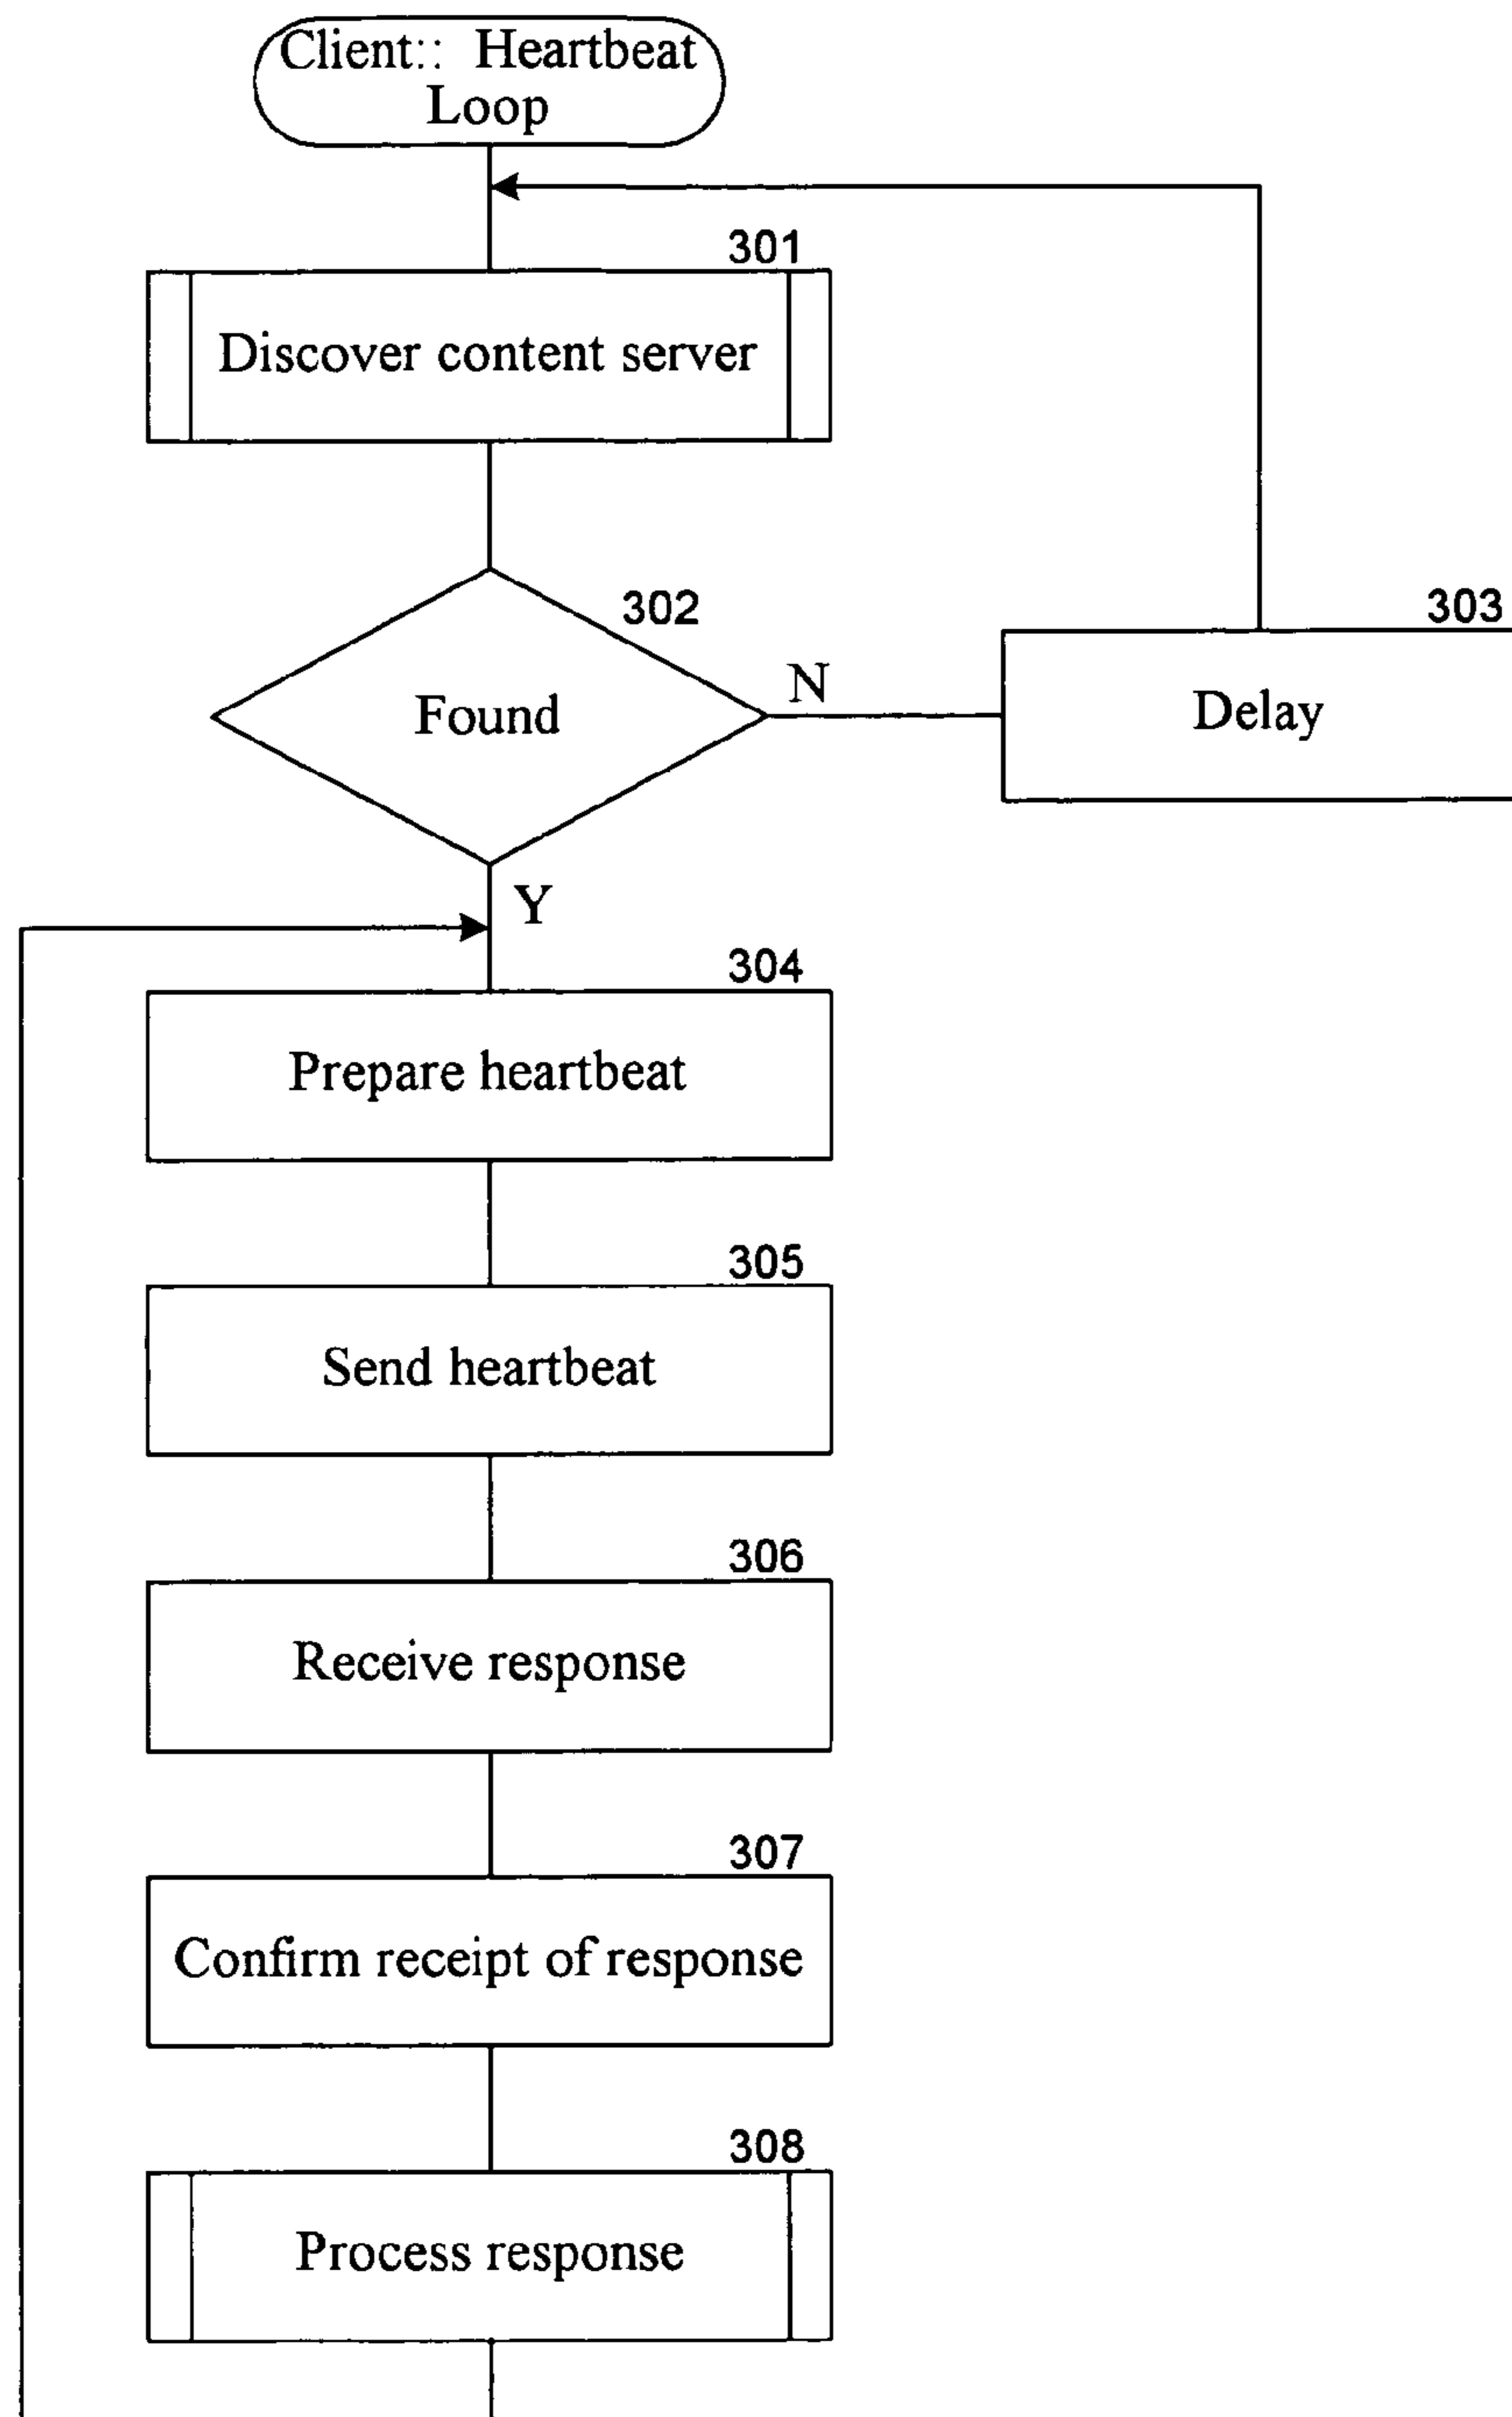 Client:: Heartbeat
Loop
301
Discover content server
302
Found
N
303
Delay
Y
304
Prepare heartbeat
305
Send heartbeat
306
Receive response
307
Confirm receipt of response
308
Process response